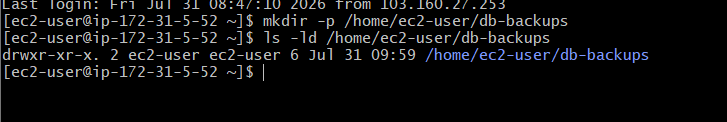 Last login: Fri Jul 31 08:47:10 2026 from 103.160.27.253
[ec2-user@ip-172-31-5-52 ~]$ mkdir -p /home/ec2-user/db-backups
[ec2-user@ip-172-31-5-52 ~]$ ls -ld /home/ec2-user/db-backups
drwxr-xr-x. 2 ec2-user ec2-user 6 Jul 31 09:59 /home/ec2-user/db-backups
[ec2-user@ip-172-31-5-52 ~]$